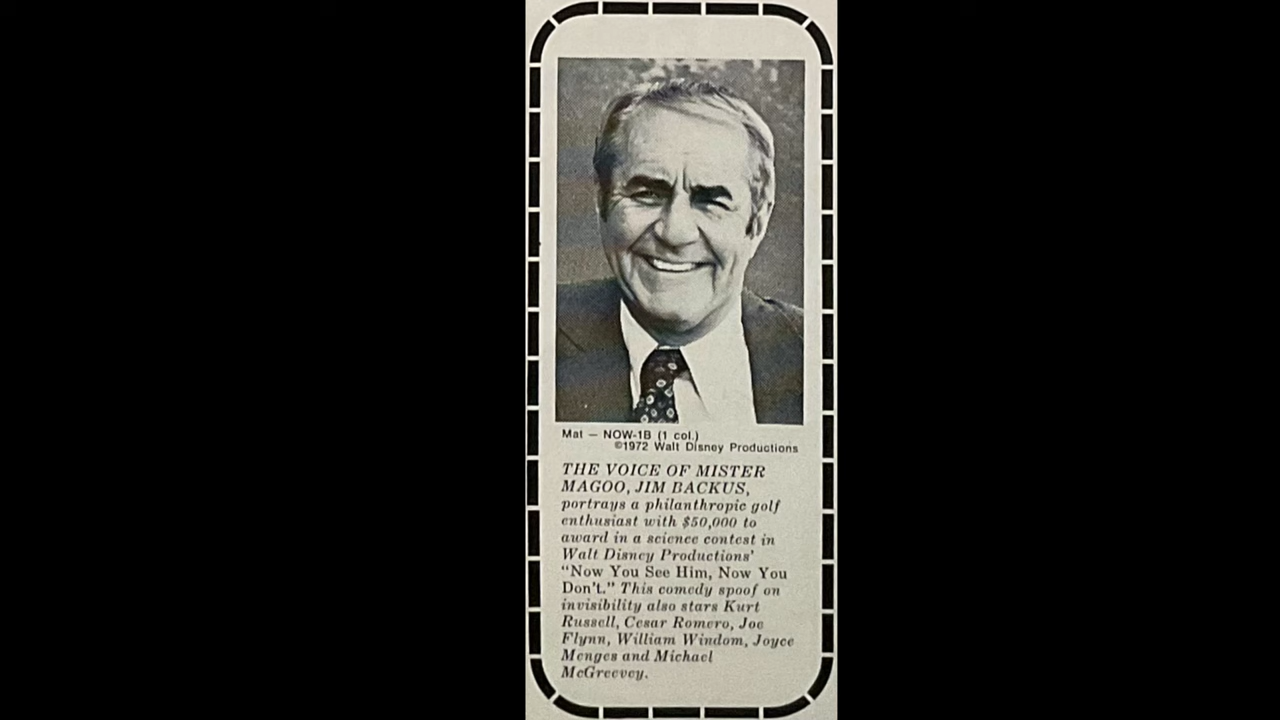 Mat — NOW-1B (1 col.)
©1972 Walt Disney Productions
THE VOICE OF MISTER
MAGOO, JIM BACKUS,
portrays a philanthropic golf
enthusiast with $50,000 to
award in a science contest in
Walt Disney Productions'
“Now You See Him, Now You
Don't.” This comedy spoof on
invisibility also stars Kurt
Russell, Cesar Romero, Joe
Flynn, William Windom, Joyce
Menges and Michael
McGreevey.